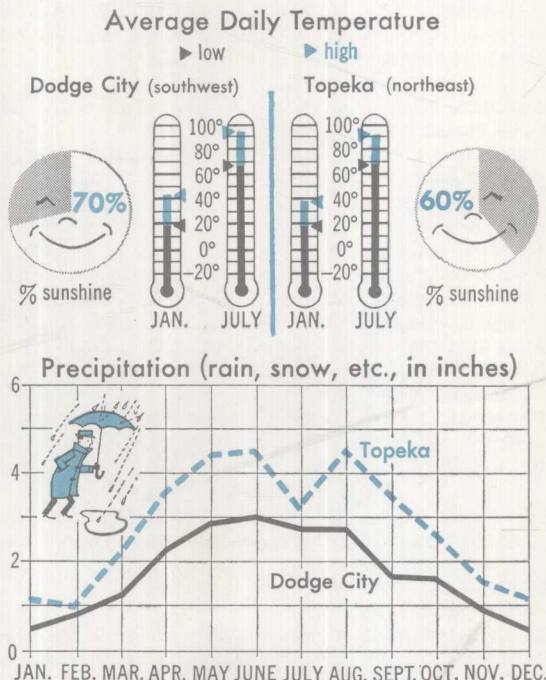 Average Daily Temperature
▶ low ▶ high
Dodge City (southwest) Topeka (northeast)
100° 100°
80° 80°
70% 60° 60° 60%
40° 40°
20° 20°
0° 0°
-20° -20°
% sunshine % sunshine
JAN. JULY JAN. JULY
Precipitation (rain, snow, etc., in inches)
6
Topeka
4
2
Dodge City
0
JAN. FEB. MAR. APR. MAY JUNE JULY AUG. SEPT. OCT. NOV. DEC.